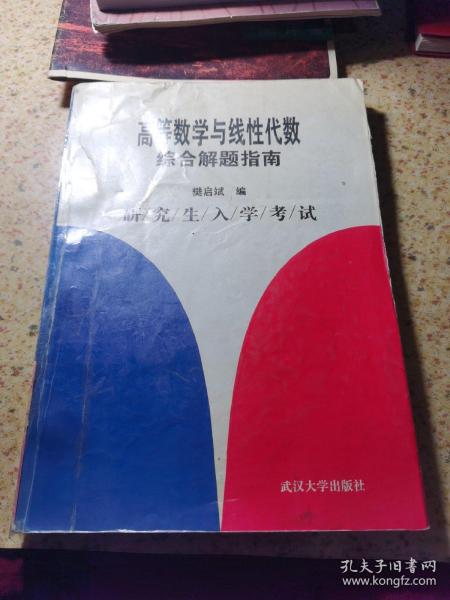 高等数学与线性代数
综合解题指南
樊启斌 编
研/究/生/入/学/考/试
武汉大学出版社
孔夫子旧书网
www.kongfz.com